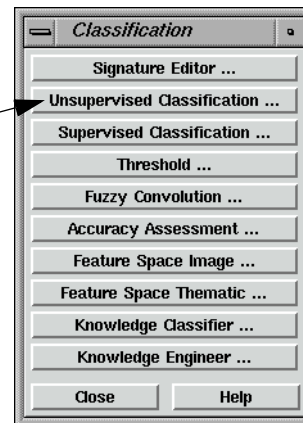 Classification
Signature Editor ...
Unsupervised Classification ...
Supervised Classification ...
Threshold ...
Fuzzy Convolution ...
Accuracy Assessment ...
Feature Space Image ...
Feature Space Thematic ...
Knowledge Classifier ...
Knowledge Engineer ...
Close Help